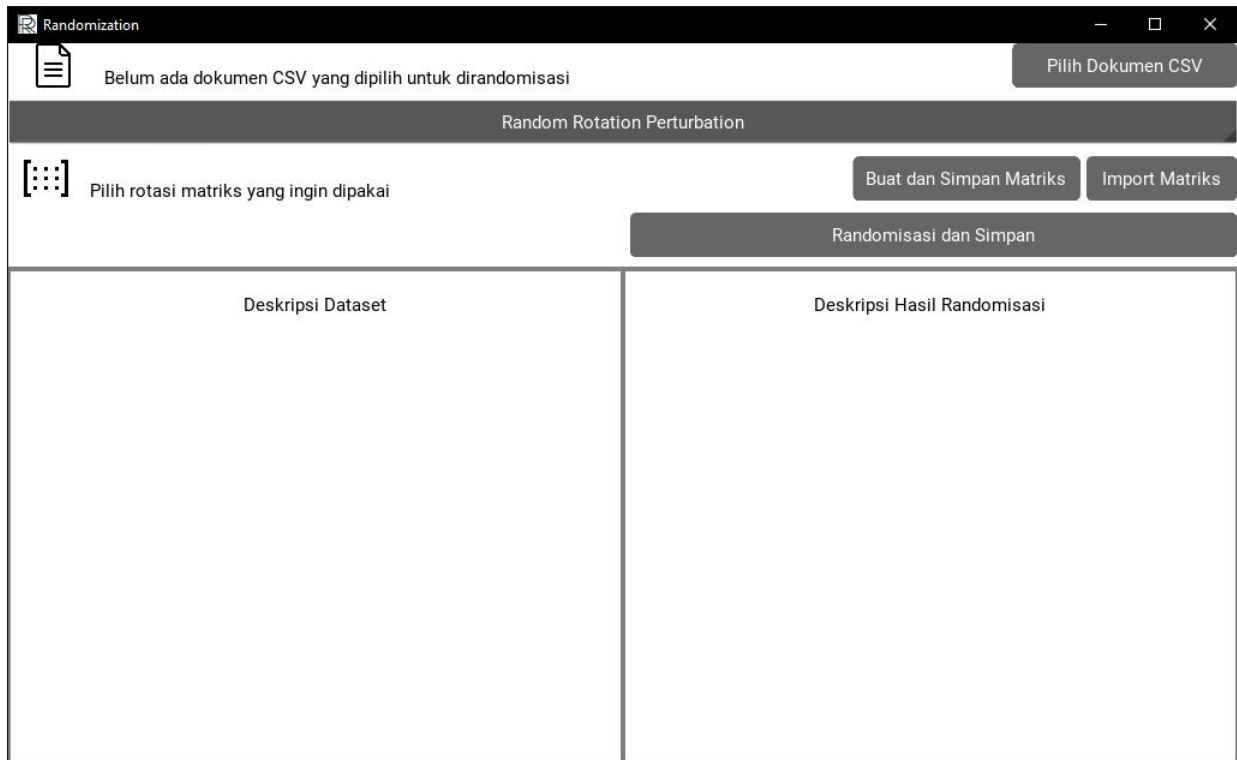 Randomization
Belum ada dokumen CSV yang dipilih untuk dirandomisasi
Pilih Dokumen CSV
Random Rotation Perturbation
Pilih rotasi matriks yang ingin dipakai
Buat dan Simpan Matriks
Import Matriks
Randomisasi dan Simpan
Deskripsi Dataset
Deskripsi Hasil Randomisasi